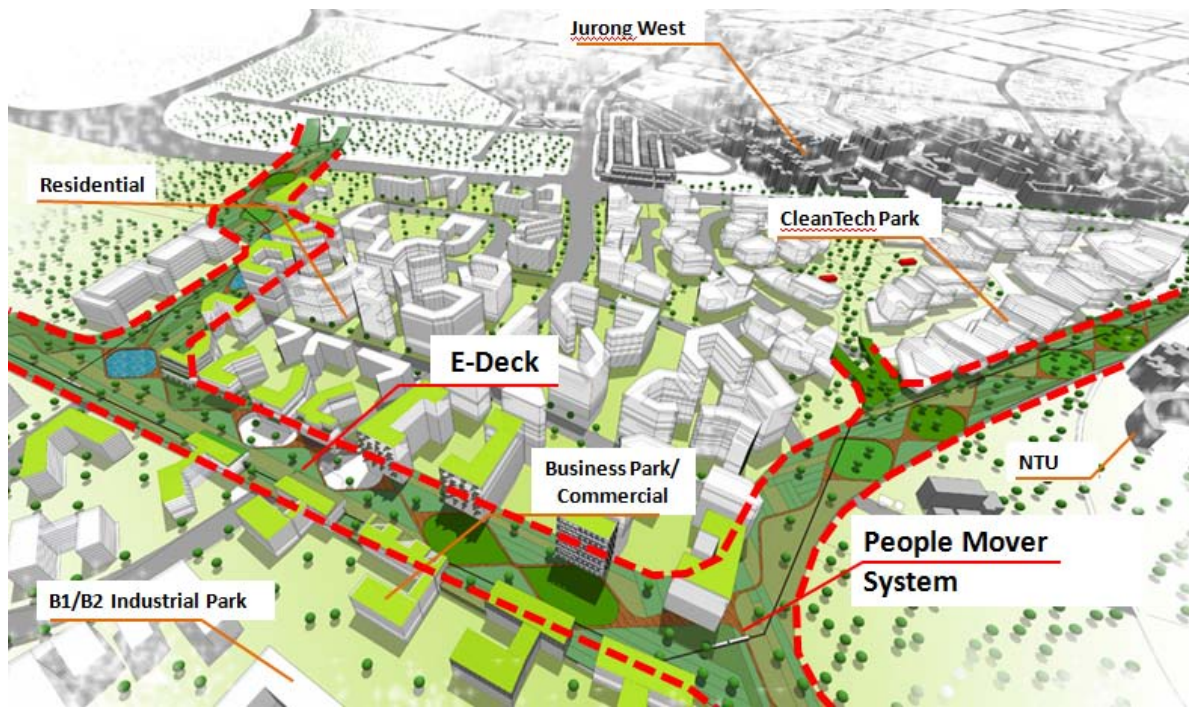 Jurong West
Residential
CleanTech Park
E-Deck
Business Park/
Commercial
NTU
People Mover
System
B1/B2 Industrial Park